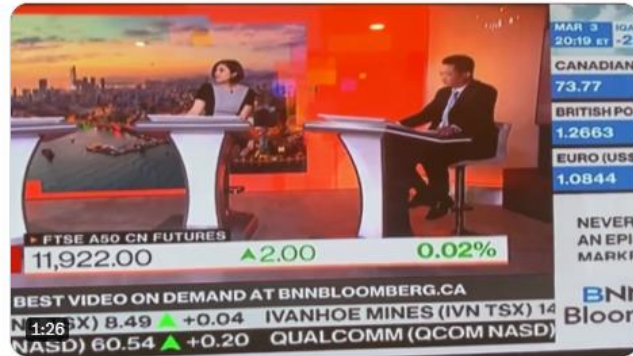 MAR 3
20:19 ET
CANADIAN
73.77
BRITISH PO
1.2663
EURO (US$
1.0844
NEVER
AN EPI
MARK
BN
Bloom
FTSE A50 CN FUTURES
11,922.00 ▲2.00 0.02%
BEST VIDEO ON DEMAND AT BNNBLOOMBERG.CA
SX) 8.49 ▲ +0.04 IVANHOE MINES (IVN TSX) 14
NASD) 60.54 ▲ +0.20 QUALCOMM (QCOM NASD)
1:26